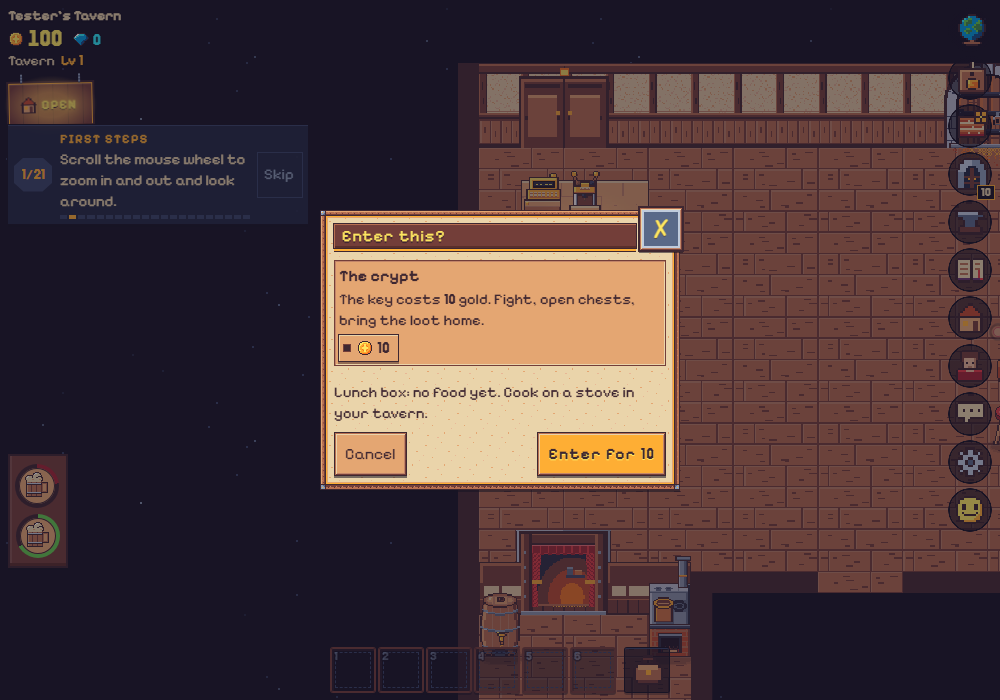 Tester's Tavern
100 0
Tavern Lv 1
OPEN
FIRST STEPS
1/21
Scroll the mouse wheel to
zoom in and out and look
around.
Skip
10
Enter this?
X
The crypt
The key costs 10 gold. Fight, open chests,
bring the loot home.
10
Lunch box: no food yet. Cook on a stove in
your tavern.
Cancel
Enter for 10
1 2 3 4 5 6